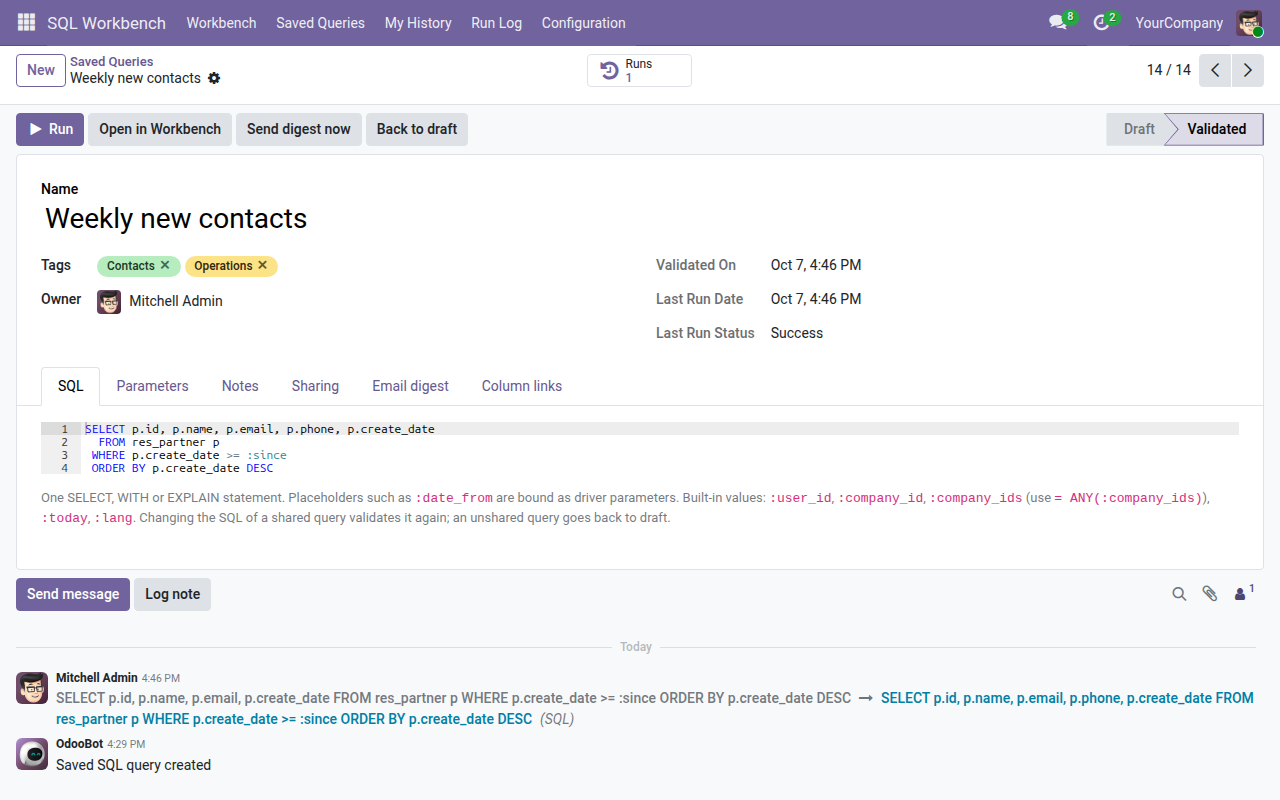 SQL Workbench Workbench Saved Queries My History Run Log Configuration 8 2 YourCompany
New Saved Queries
Weekly new contacts
Runs
1
14 / 14
Run Open in Workbench Send digest now Back to draft Draft Validated
Name
Weekly new contacts
Tags Contacts × Operations × Validated On Oct 7, 4:46 PM
Owner Mitchell Admin Last Run Date Oct 7, 4:46 PM
Last Run Status Success
SQL Parameters Notes Sharing Email digest Column links
1 SELECT p.id, p.name, p.email, p.phone, p.create_date
2 FROM res_partner p
3 WHERE p.create_date >= :since
4 ORDER BY p.create_date DESC
One SELECT, WITH or EXPLAIN statement. Placeholders such as :date_from are bound as driver parameters. Built-in values: :user_id, :company_id, :company_ids (use = ANY(:company_ids)),
:today, :lang. Changing the SQL of a shared query validates it again; an unshared query goes back to draft.
Send message Log note 1
Today
Mitchell Admin 4:46 PM
SELECT p.id, p.name, p.email, p.create_date FROM res_partner p WHERE p.create_date >= :since ORDER BY p.create_date DESC → SELECT p.id, p.name, p.email, p.phone, p.create_date FROM
res_partner p WHERE p.create_date >= :since ORDER BY p.create_date DESC (SQL)
OdooBot 4:29 PM
Saved SQL query created